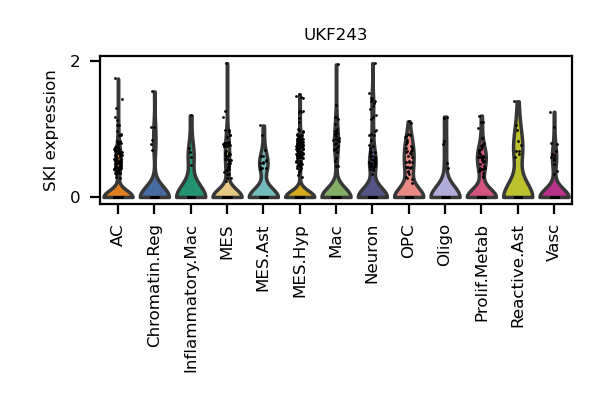 UKF243
SKI expression
2
0
AC
Chromatin.Reg
Inflammatory.Mac
MES
MES.Ast
MES.Hyp
Mac
Neuron
OPC
Oligo
Prolif.Metab
Reactive.Ast
Vasc